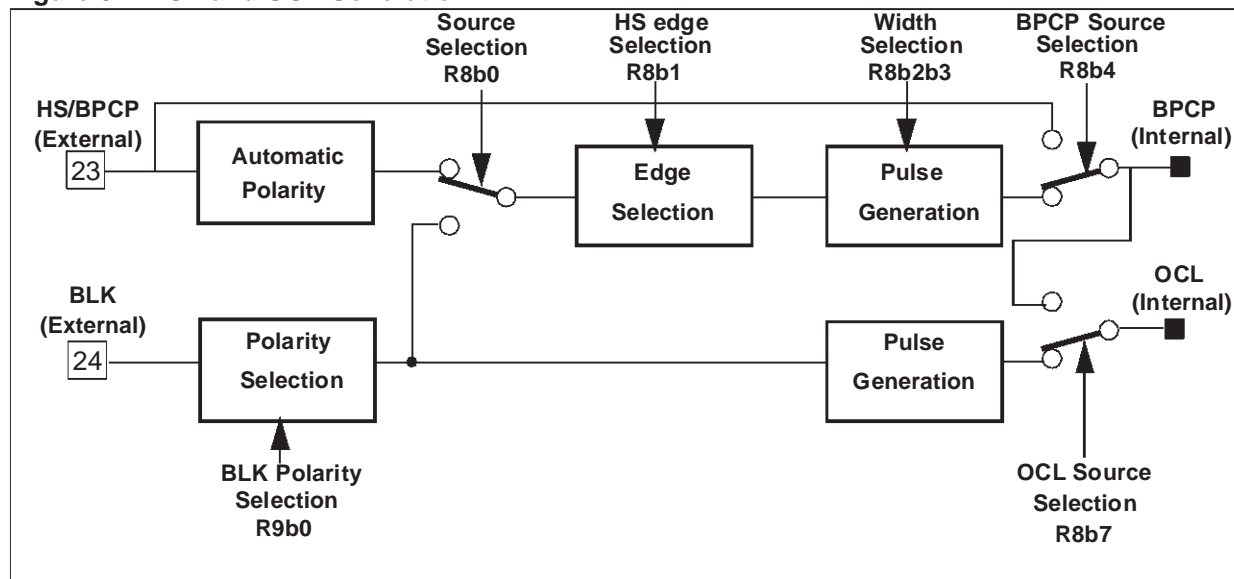 Source
Selection
R8b0
HS edge
Selection
R8b1
Width
Selection
R8b2b3
BPCP Source
Selection
R8b4
HS/BPCP
(External)
23
Automatic
Polarity
Edge
Selection
Pulse
Generation
BPCP
(Internal)
BLK
(External)
24
Polarity
Selection
Pulse
Generation
OCL
(Internal)
BLK Polarity
Selection
R9b0
OCL Source
Selection
R8b7